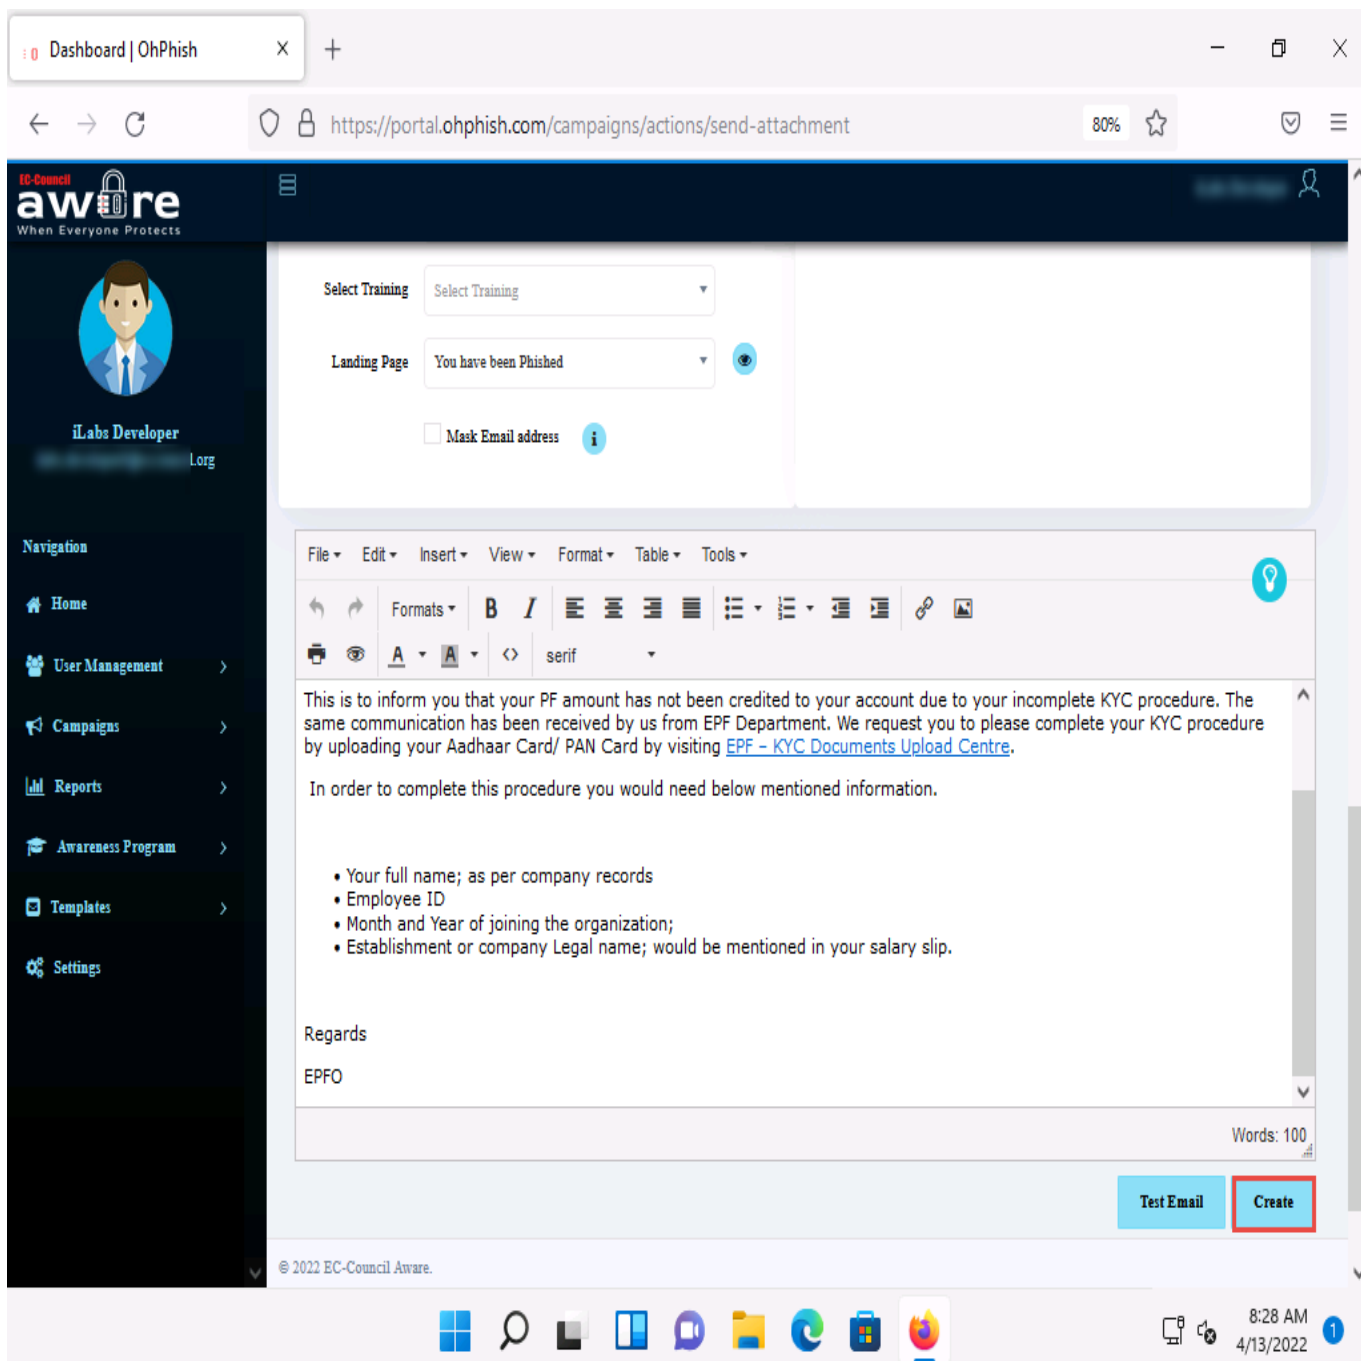 Dashboard | OhPhish
https://portal.ohphish.com/campaigns/actions/send-attachment
80%
EC-Council
aware
When Everyone Protects
iLabs Developer
l.org
Navigation
Home
User Management
Campaigns
Reports
Awareness Program
Templates
Settings
Select Training
Select Training
Landing Page
You have been Phished
Mask Email address
i
File Edit Insert View Format Table Tools
Formats B I
A A <> serif
This is to inform you that your PF amount has not been credited to your account due to your incomplete KYC procedure. The
same communication has been received by us from EPF Department. We request you to please complete your KYC procedure
by uploading your Aadhaar Card/ PAN Card by visiting EPF – KYC Documents Upload Centre.
In order to complete this procedure you would need below mentioned information.
• Your full name; as per company records
• Employee ID
• Month and Year of joining the organization;
• Establishment or company Legal name; would be mentioned in your salary slip.
Regards
EPFO
Words: 100
Test Email
Create
© 2022 EC-Council Aware.
8:28 AM
4/13/2022
1